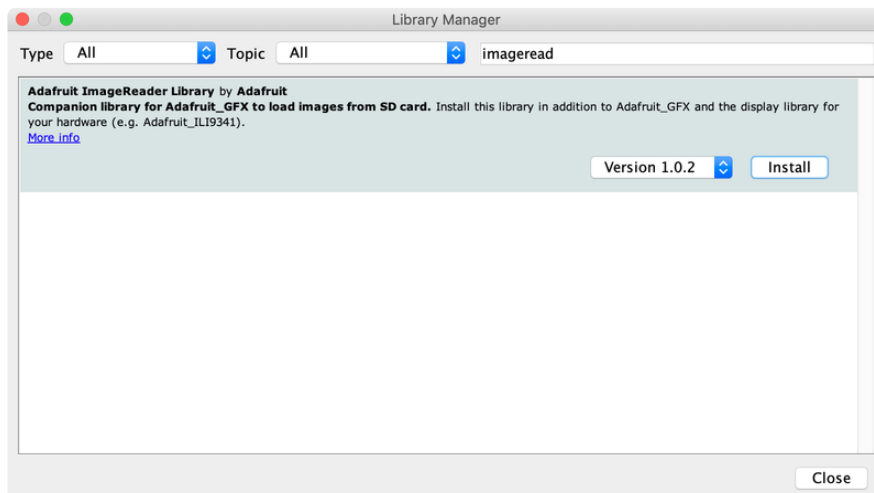 Library Manager
Type All Topic All imageread
Adafruit ImageReader Library by Adafruit
Companion library for Adafruit_GFX to load images from SD card. Install this library in addition to Adafruit_GFX and the display library for
your hardware (e.g. Adafruit_ILI9341).
More info
Version 1.0.2 Install
Close